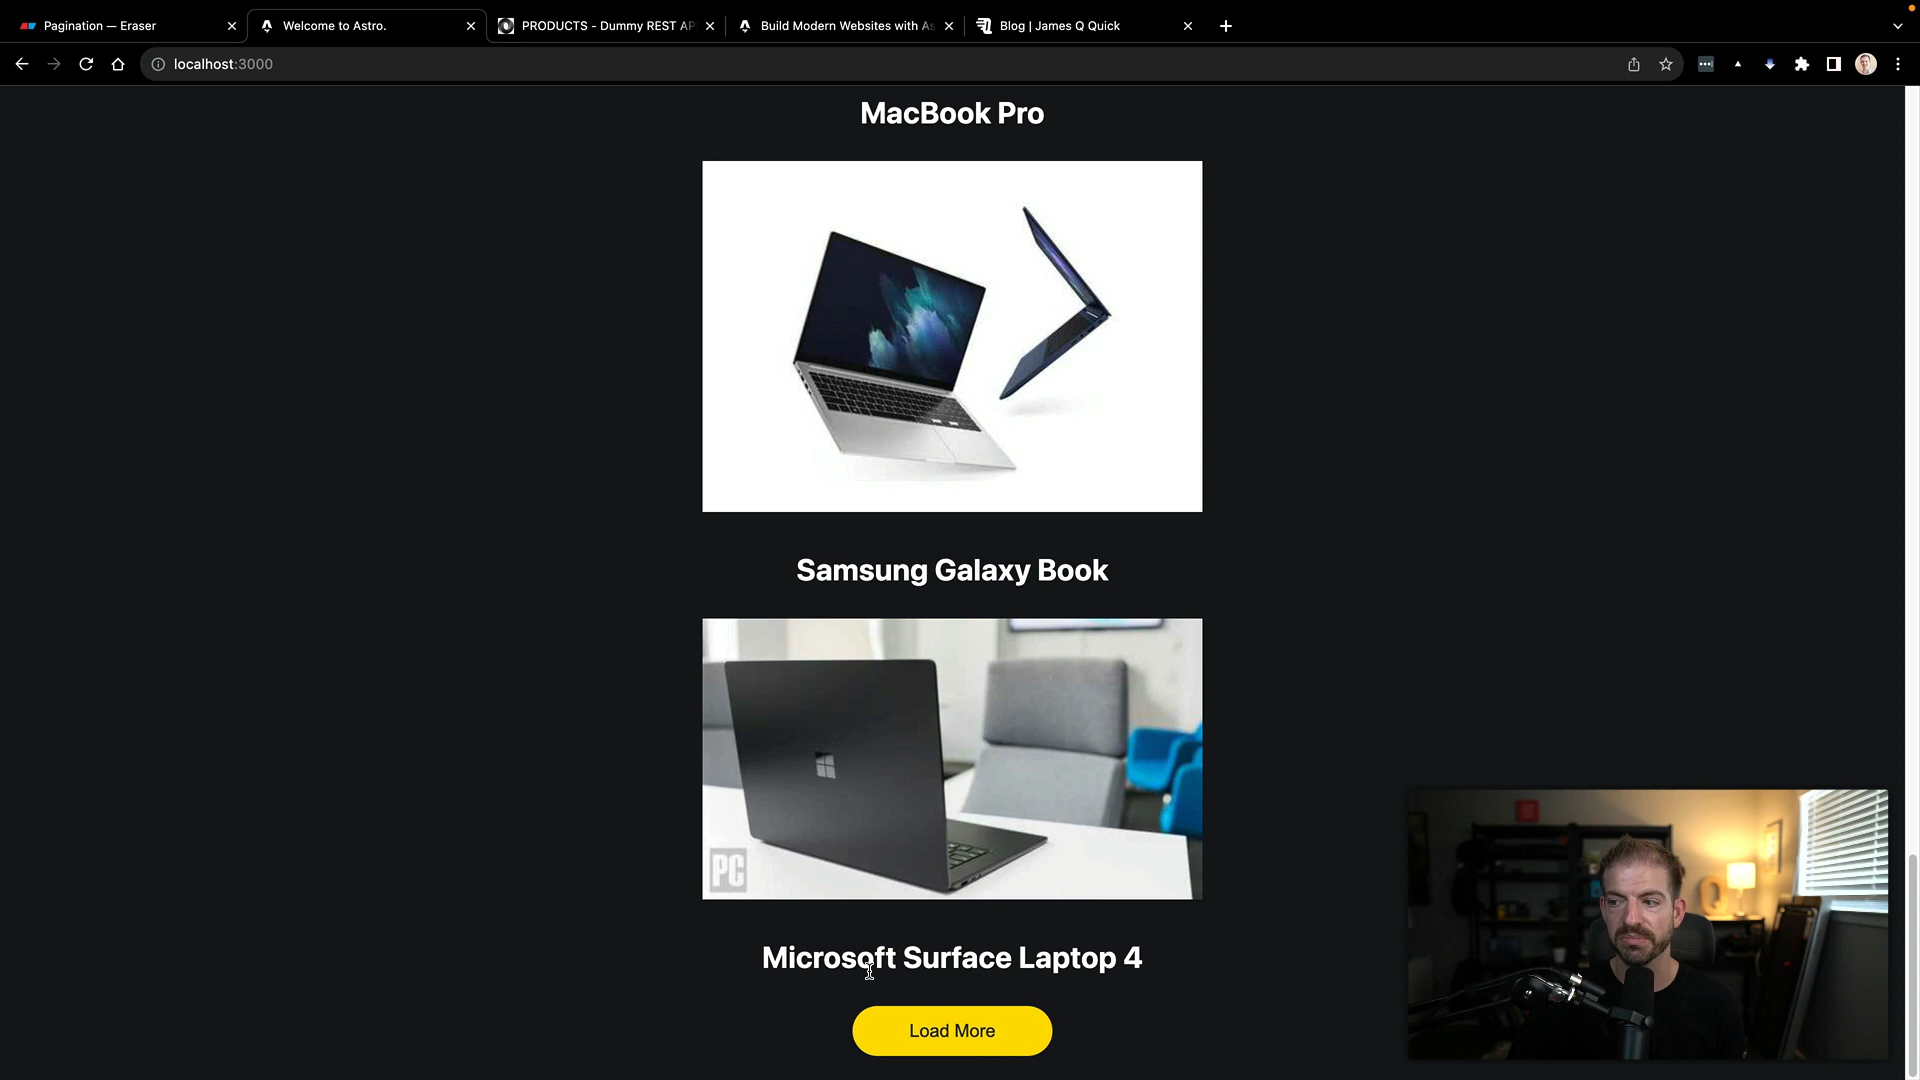 Pagination — Eraser
Welcome to Astro.
PRODUCTS - Dummy REST AP
Build Modern Websites with As
Blog | James Q Quick
localhost:3000
MacBook Pro
Samsung Galaxy Book
PC
Microsoft Surface Laptop 4
Load More